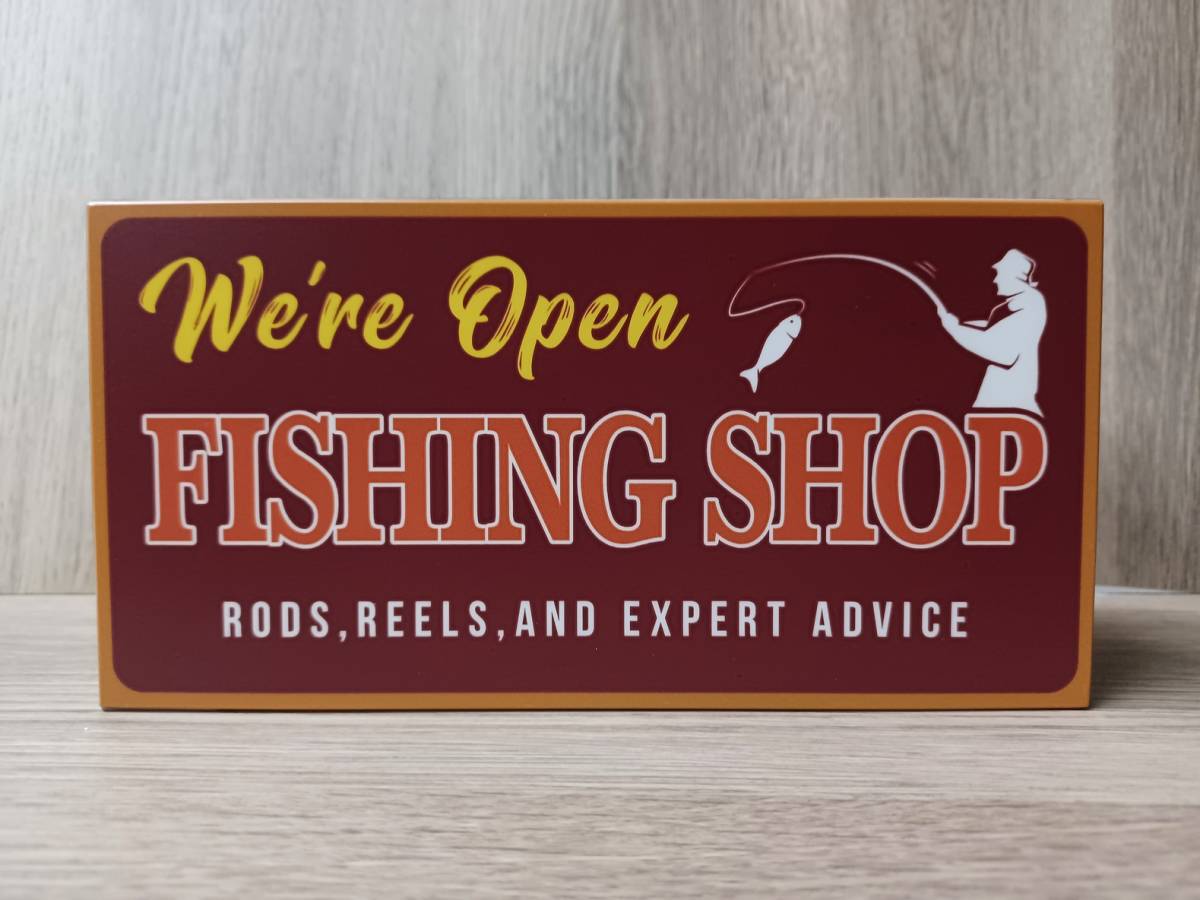 We're Open
FISHING SHOP
RODS,REELS,AND EXPERT ADVICE